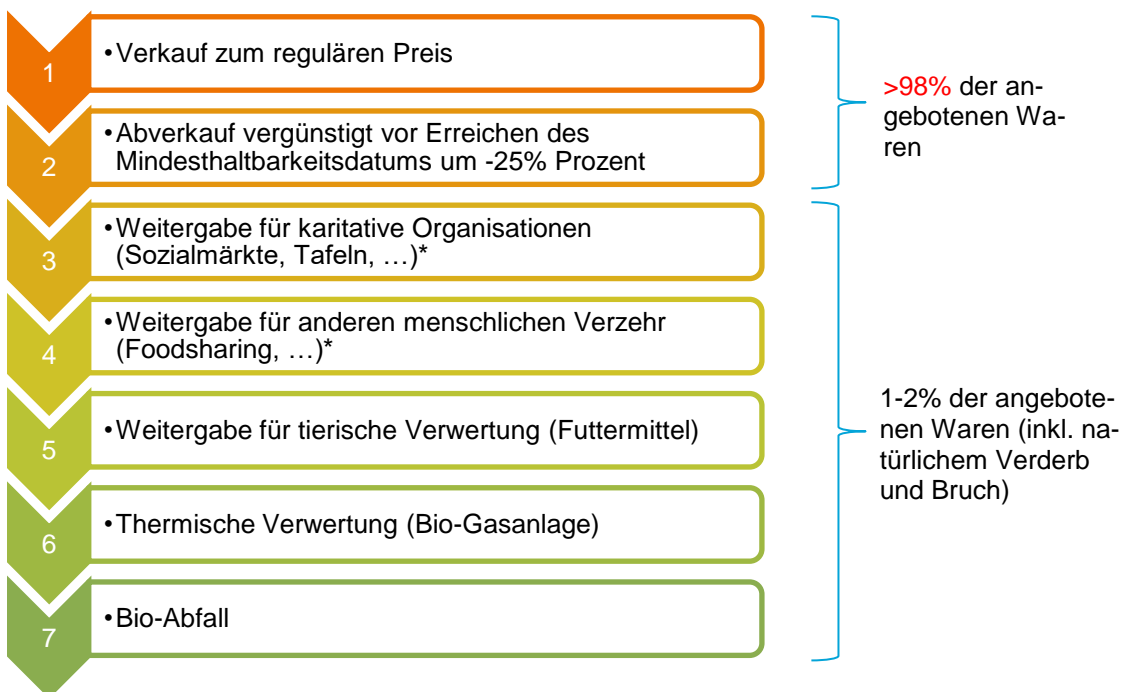 1
•Verkauf zum regulären Preis
2
•Abverkauf vergünstigt vor Erreichen des
Mindesthaltbarkeitsdatums um -25% Prozent
>98% der an-
gebotenen Wa-
ren
3
•Weitergabe für karitative Organisationen
(Sozialmärkte, Tafeln, …)*
4
•Weitergabe für anderen menschlichen Verzehr
(Foodsharing, …)*
5
•Weitergabe für tierische Verwertung (Futtermittel)
6
•Thermische Verwertung (Bio-Gasanlage)
7
•Bio-Abfall
1-2% der angebote-
nen Waren (inkl. na-
türlichem Verderb
und Bruch)